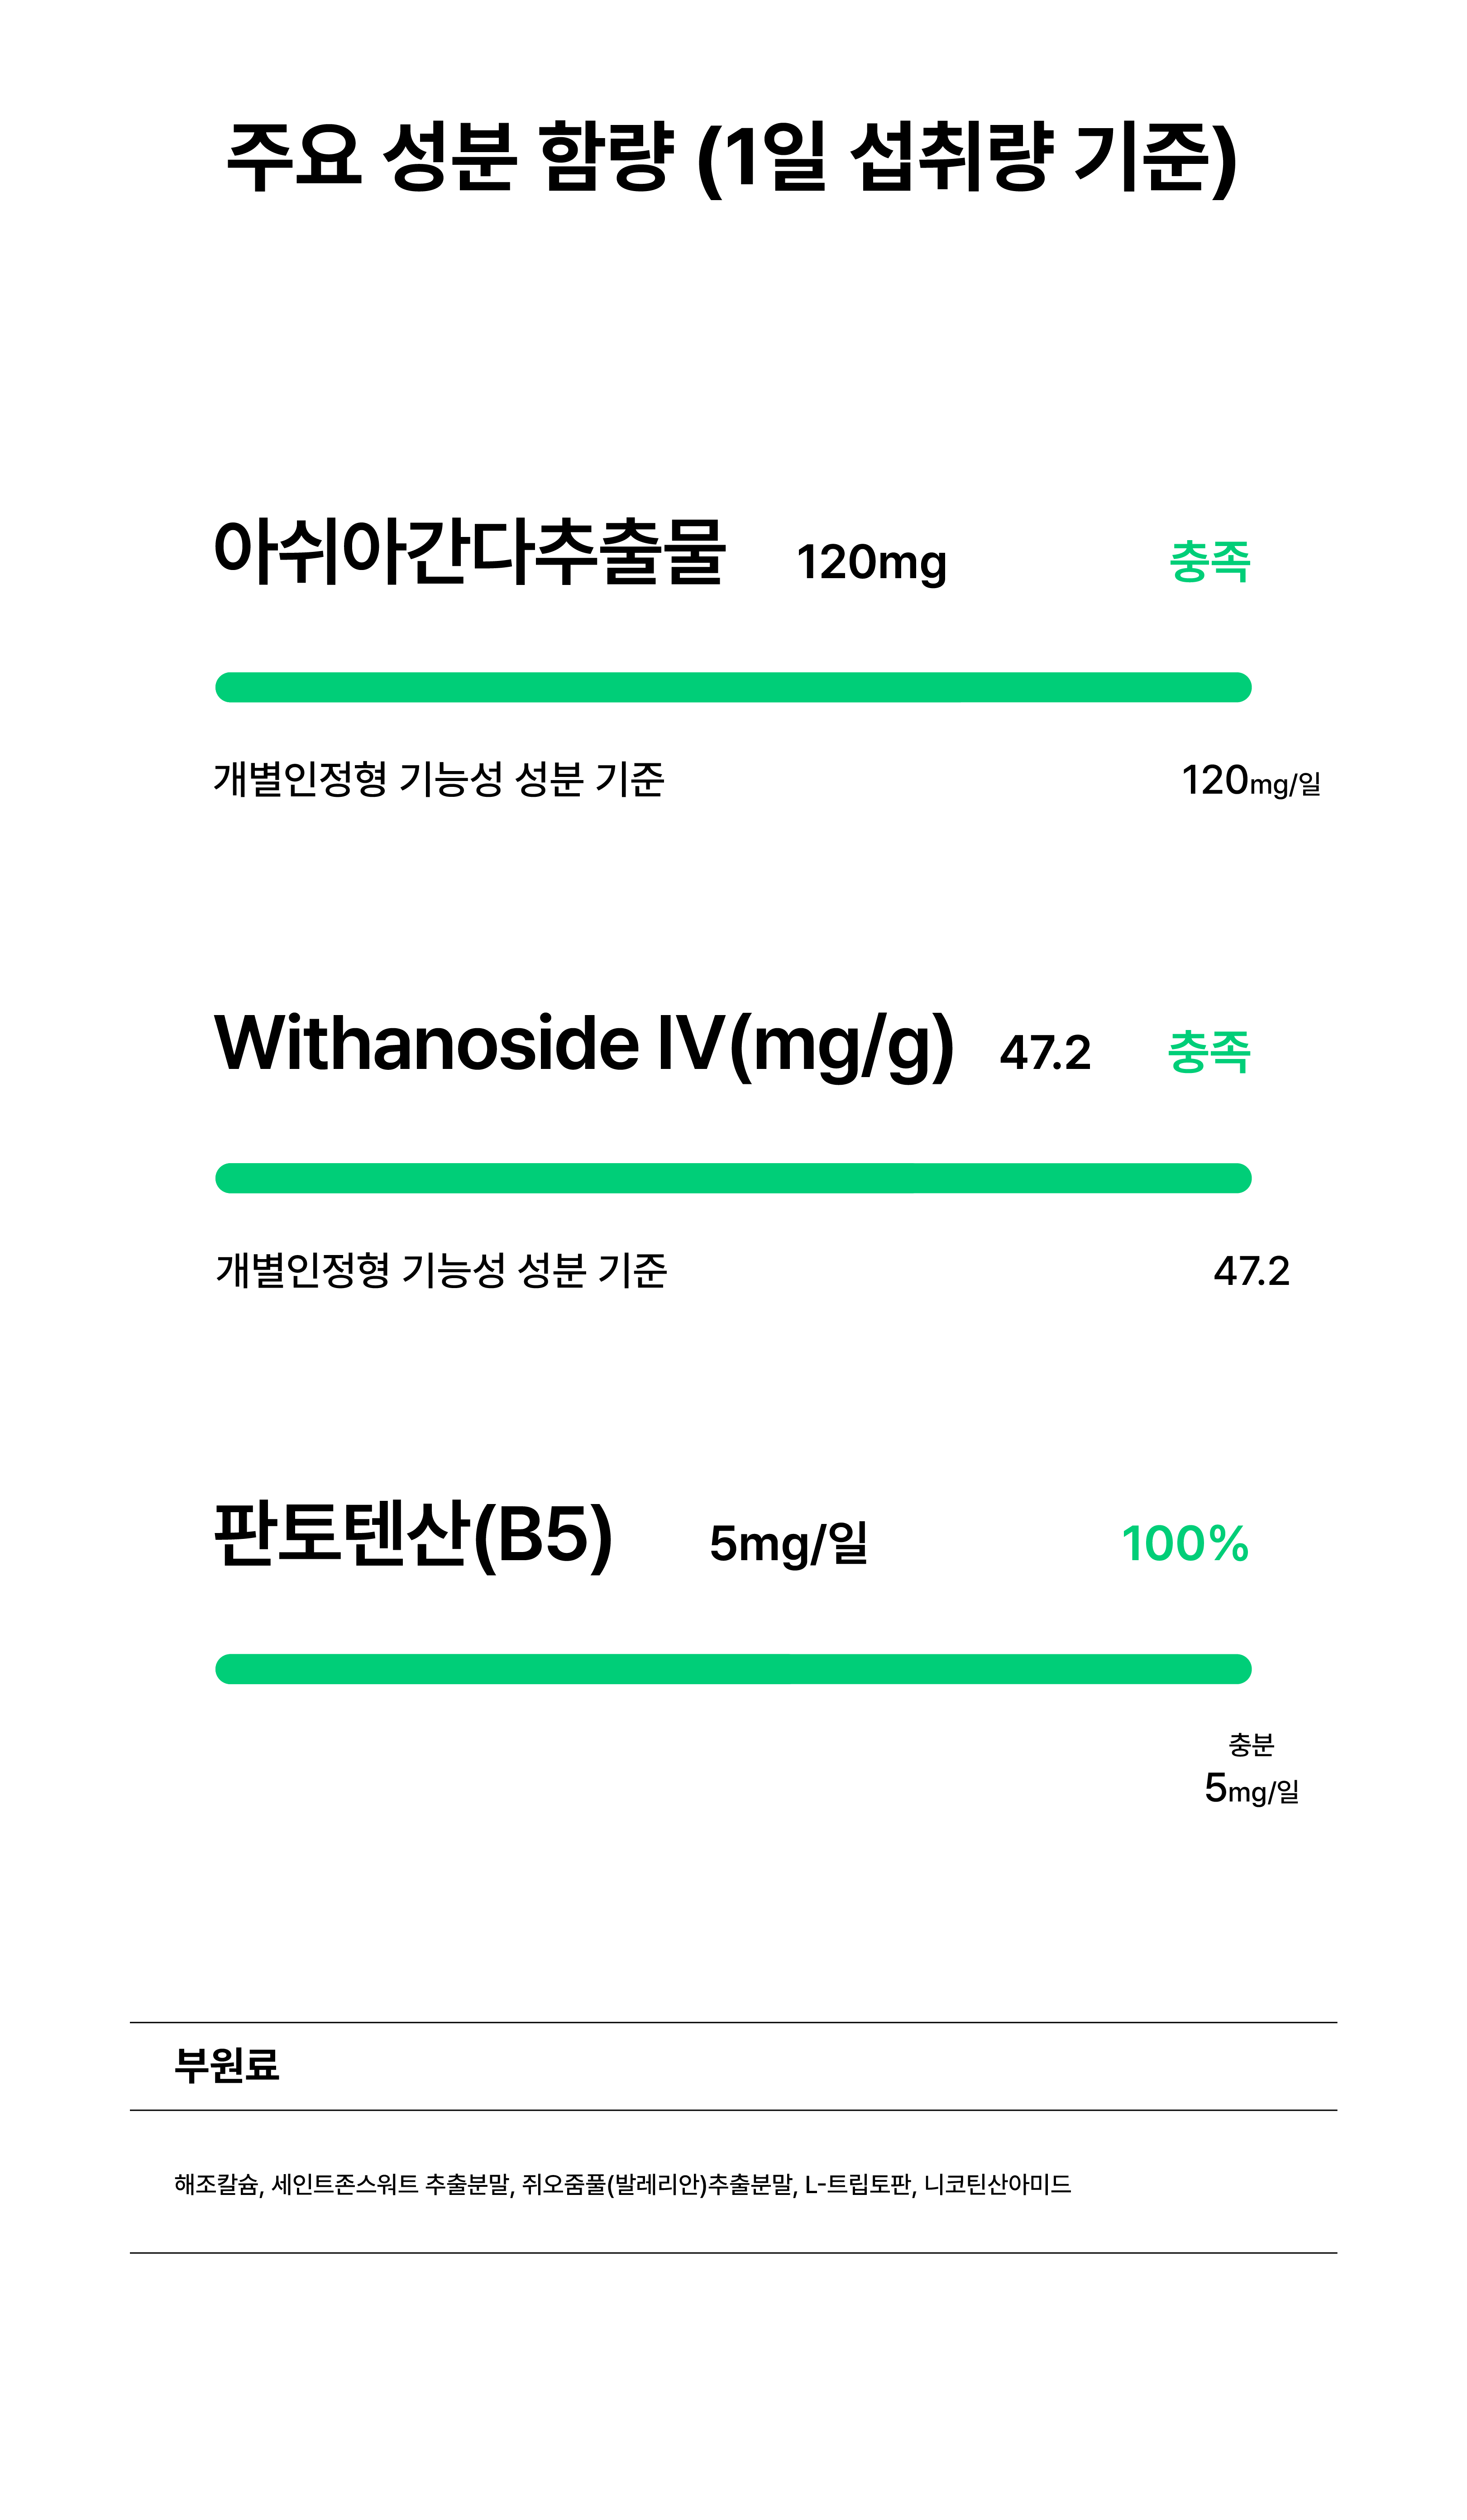 주요 성분 함량 (1일 섭취량 기준)
아쉬아간다추출물 120mg 충족
개별인정형 기능성 성분 기준 120mg/일
Withanoside IV(mg/g) 47.2 충족
개별인정형 기능성 성분 기준 47.2
판토텐산(B5) 5mg/일 100%
충분
5mg/일
부원료
해조칼슘, 세인트존스워트 추출분말, 쥐오줌풀(발레리안)추출분말, L-트립토판, 니코틴산아미드